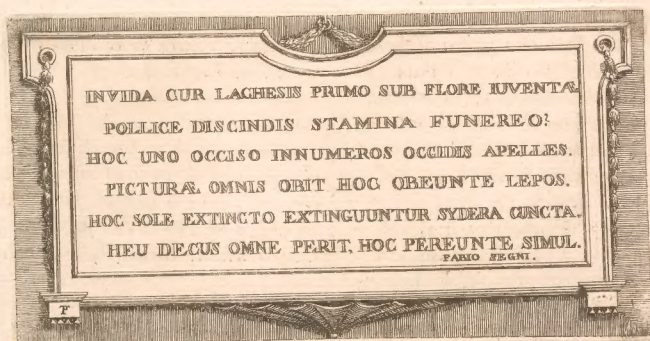 INVIDA CUR LACHESIS PRIMO SUB FLORE IUVENTÆ
POLLICE DISCINDIS STAMINA FUNEREO?
HOC UNO OCCISO INNUMEROS OCCIDIS APELLES.
PICTURÆ OMNIS OBIT HOC OBEUNTE LEPOS.
HOC SOLE EXTINCTO EXTINGUUNTUR SYDERA CUNCTA.
HEU DECUS OMNE PERIT, HOC PEREUNTE SIMUL.
FABIO SEGNI.
T